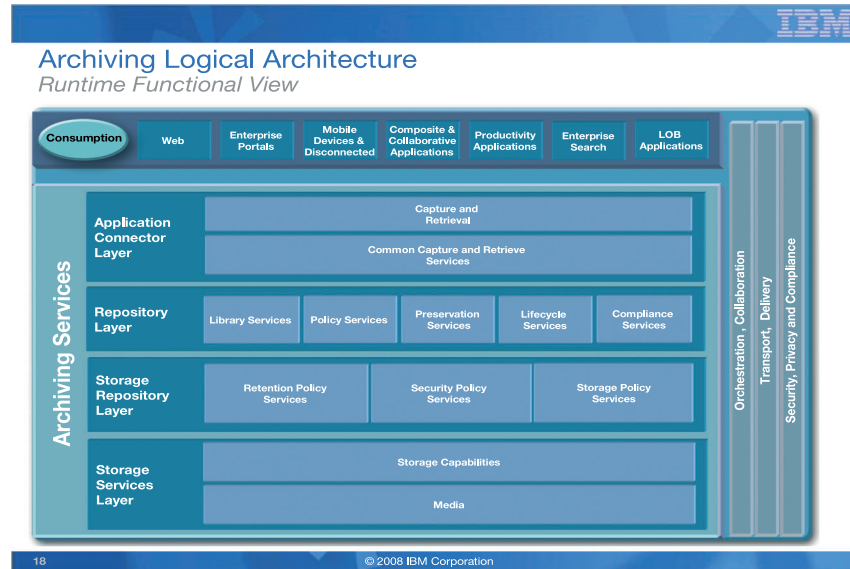 IBM
Archiving Logical Architecture
Runtime Functional View
Consumption
Web
Enterprise
Portals
Mobile
Devices &
Disconnected
Composite &
Collaborative
Applications
Productivity
Applications
Enterprise
Search
LOB
Applications
Archiving Services
Application
Connector
Layer
Capture and
Retrieval
Common Capture and Retrieve
Services
Repository
Layer
Library Services
Policy Services
Preservation
Services
Lifecycle
Services
Compliance
Services
Storage
Repository
Layer
Retention Policy
Services
Security Policy
Services
Storage Policy
Services
Storage
Services
Layer
Storage Capabilities
Media
Orchestration , Collaboration
Transport, Delivery
Security, Privacy and Compliance
18
© 2008 IBM Corporation